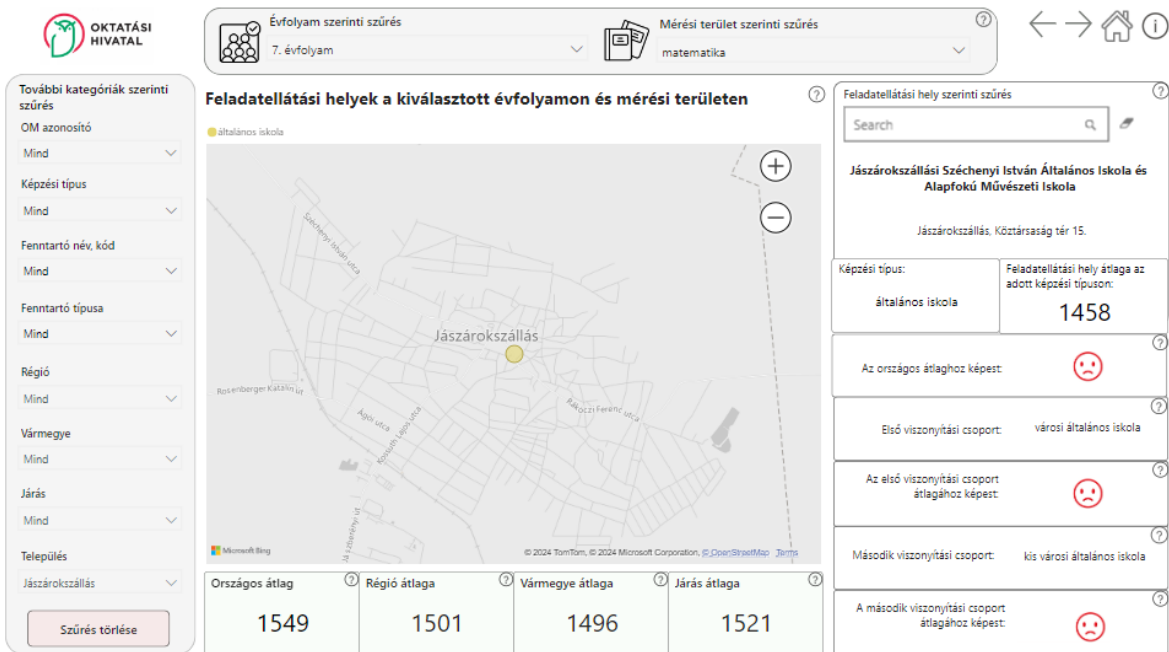 OKTATÁSI
HIVATAL
Évfolyam szerinti szűrés
7. évfolyam
Mérési terület szerinti szűrés
matematika
További kategóriák szerinti
szűrés
OM azonosító
Mind
Képzési típus
Mind
Fenntartó név, kód
Mind
Fenntartó típusa
Mind
Régió
Mind
Vármegye
Mind
Járás
Mind
Település
Jászárokszállás
Szűrés törlése
Feladatellátási helyek a kiválasztott évfolyamon és mérési területen
általános iskola
Széchenyi István utca
Jászárokszállás
Rosenberger Katalin út
Ágói utca
Kossuth Lajos utca
Rákóczi Ferenc utca
Jászberényi út
Microsoft Bing
© 2024 TomTom, © 2024 Microsoft Corporation, © OpenStreetMap Terms
Országos átlag
1549
Régió átlaga
1501
Vármegye átlaga
1496
Járás átlaga
1521
Feladatellátási hely szerinti szűrés
Search
Jászárokszállási Széchenyi István Általános Iskola és
Alapfokú Művészeti Iskola
Jászárokszállás, Köztársaság tér 15.
Képzési típus:
általános iskola
Feladatellátási hely átlaga az
adott képzési típuson:
1458
Az országos átlaghoz képest:
Első viszonyítási csoport:
városi általános iskola
Az első viszonyítási csoport
átlagához képest:
Második viszonyítási csoport:
kis városi általános iskola
A második viszonyítási csoport
átlagához képest: